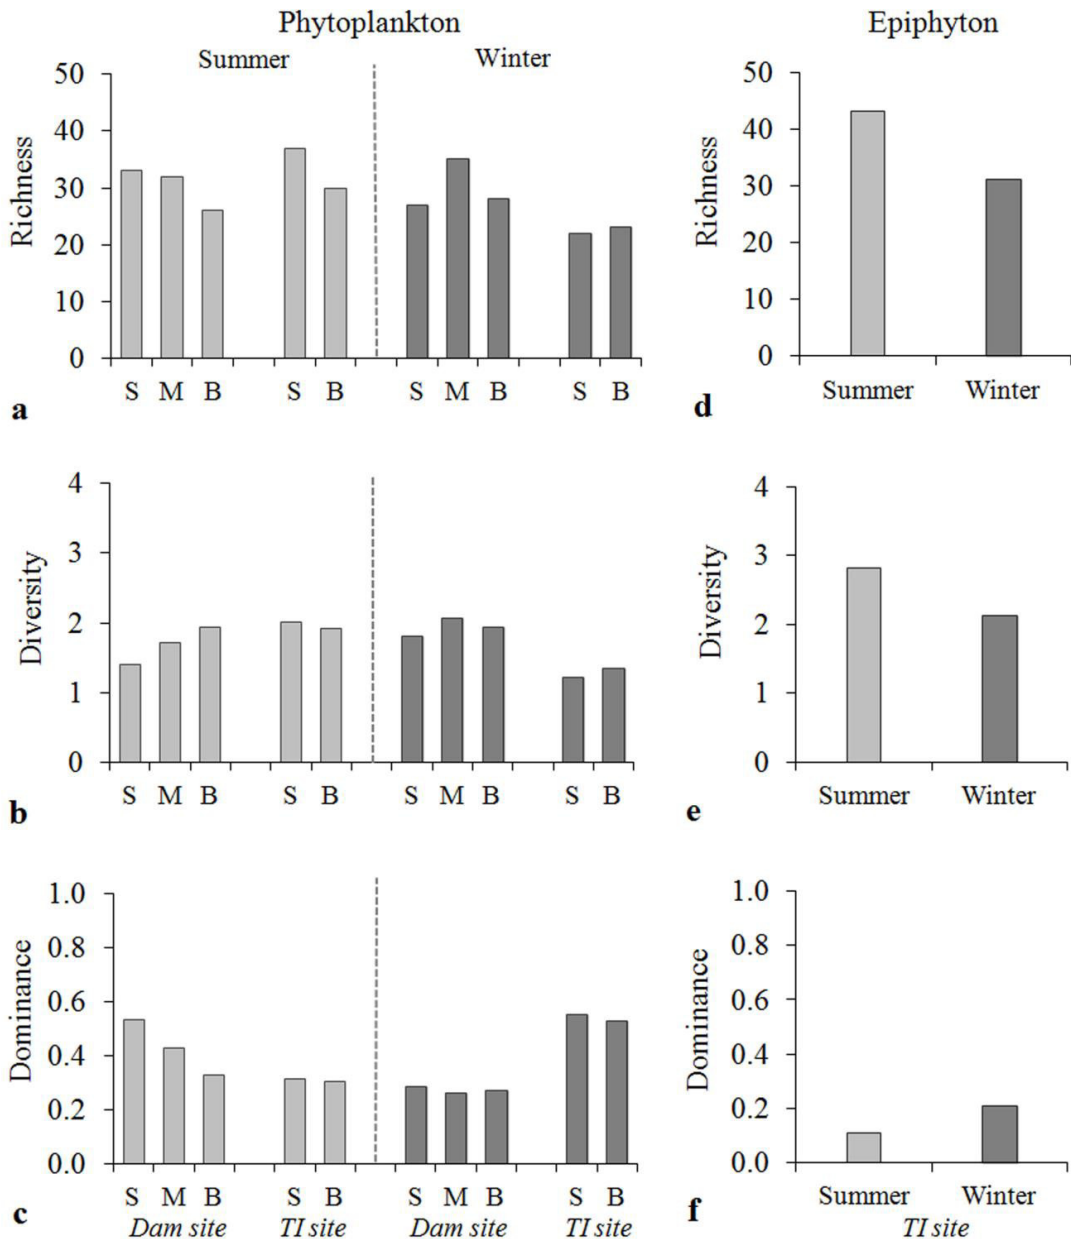 Phytoplankton
Epiphyton
Summer
Winter
Richness
50
40
30
20
10
0
S M B S B S M B S B
a
Richness
50
40
30
20
10
0
Summer Winter
d
Diversity
4
3
2
1
0
S M B S B S M B S B
b
Diversity
4
3
2
1
0
Summer Winter
e
Dominance
1.0
0.8
0.6
0.4
0.2
0.0
S M B S B S M B S B
Dam site TI site Dam site TI site
c
Dominance
1.0
0.8
0.6
0.4
0.2
0.0
Summer Winter
TI site
f